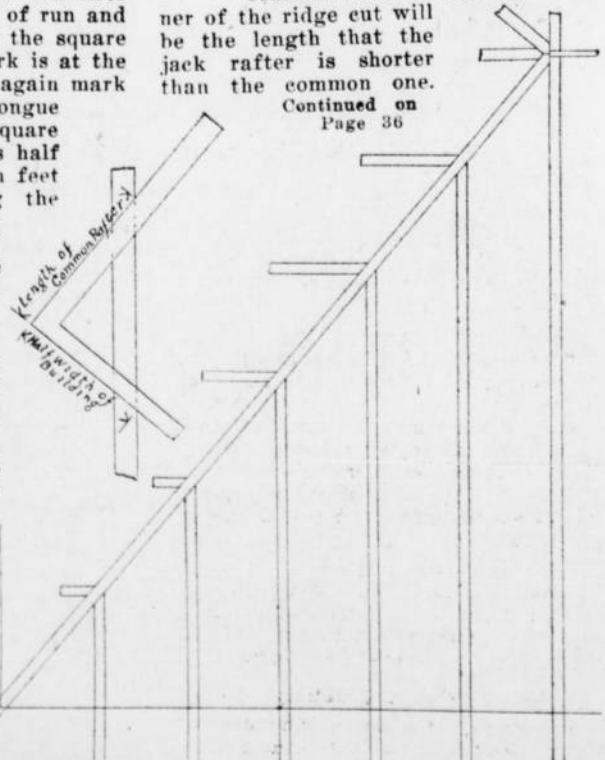 of run and
the square
rk is at the
again mark
ongue
quare
s half
n feet
the
ner of the ridge cut will
be the length that the
jack rafter is shorter
than the common one.
Continued on
Page 36
Length of
Common Rafter
Half width of
Building